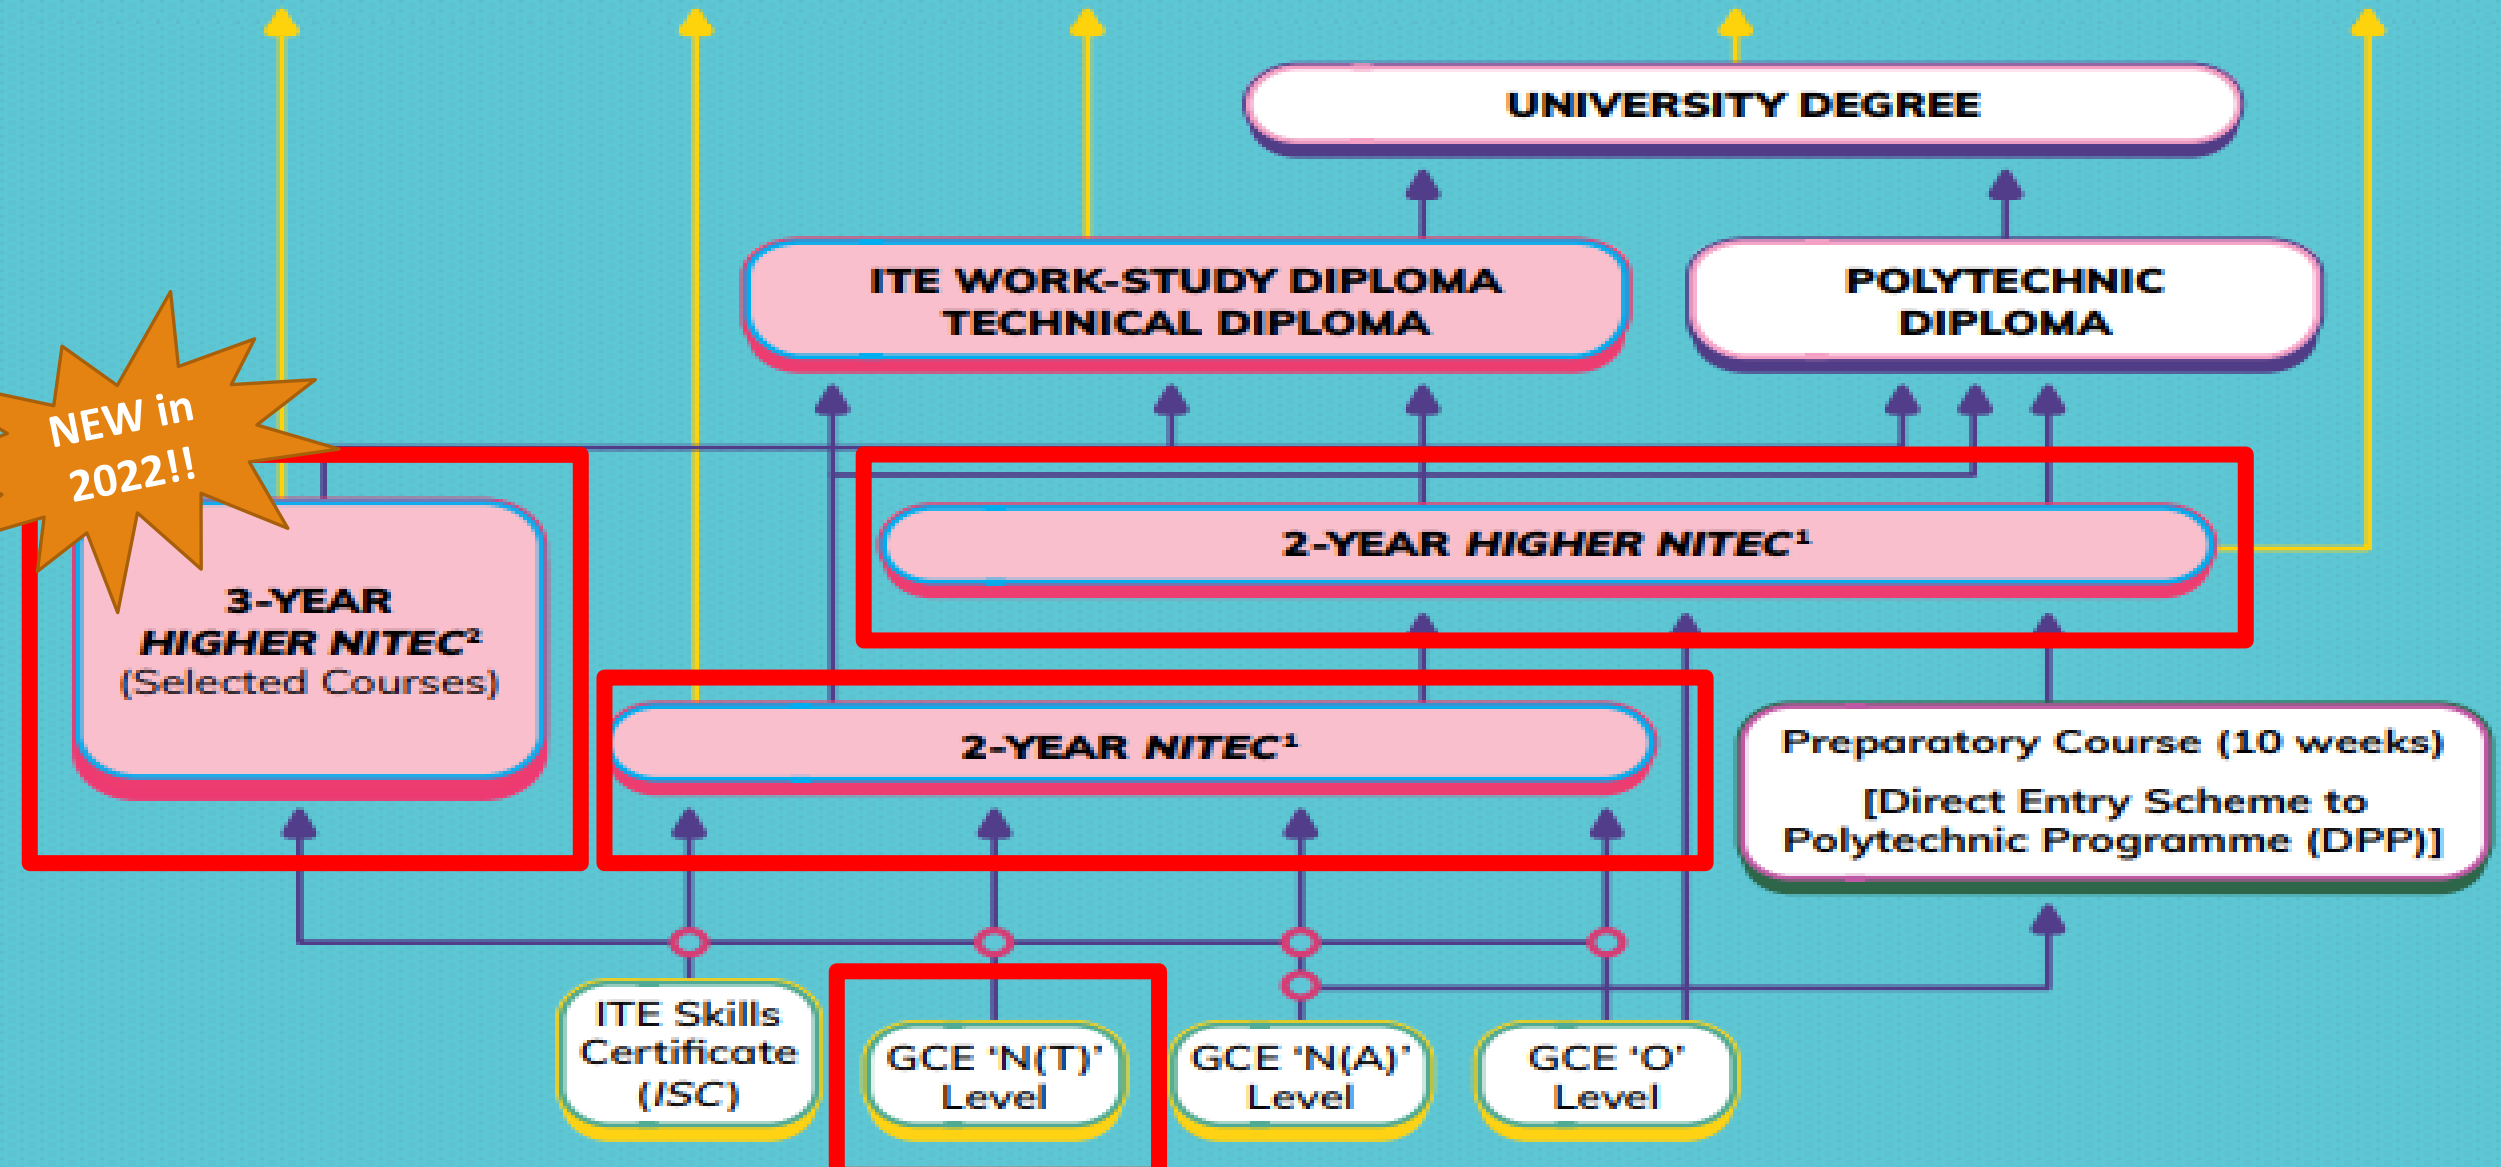 UNIVERSITY DEGREE
ITE WORK-STUDY DIPLOMA
TECHNICAL DIPLOMA
POLYTECHNIC
DIPLOMA
NEW in
2022!!
2-YEAR HIGHER NITEC¹
3-YEAR
HIGHER NITEC²
(Selected Courses)
2-YEAR NITEC¹
Preparatory Course (10 weeks)
[Direct Entry Scheme to
Polytechnic Programme (DPP)]
ITE Skills
Certificate
(ISC)
GCE ‘N(T)’
Level
GCE ‘N(A)’
Level
GCE ‘O’
Level